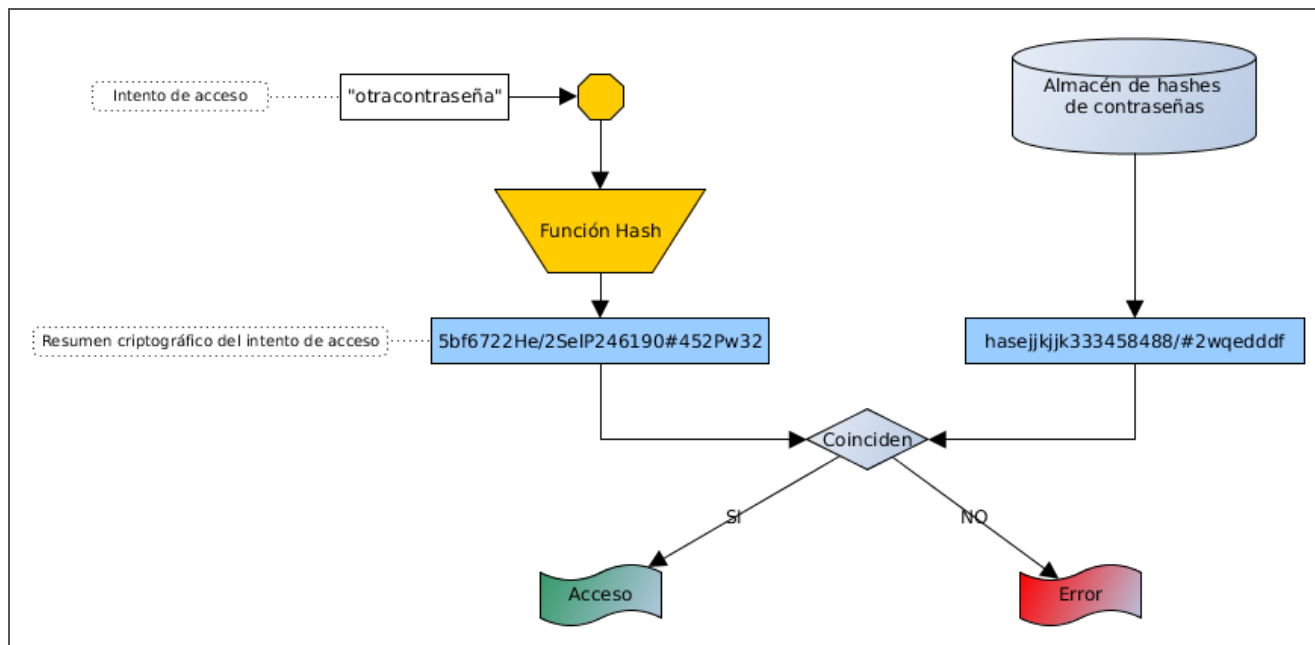 Intento de acceso
"otracontraseña"
Almacén de hashes
de contraseñas
Función Hash
Resumen criptográfico del intento de acceso
5bf6722He/2SelP246190#452Pw32
hasejjkjjk333458488/#2wqedddf
Coinciden
SI
NO
Acceso
Error